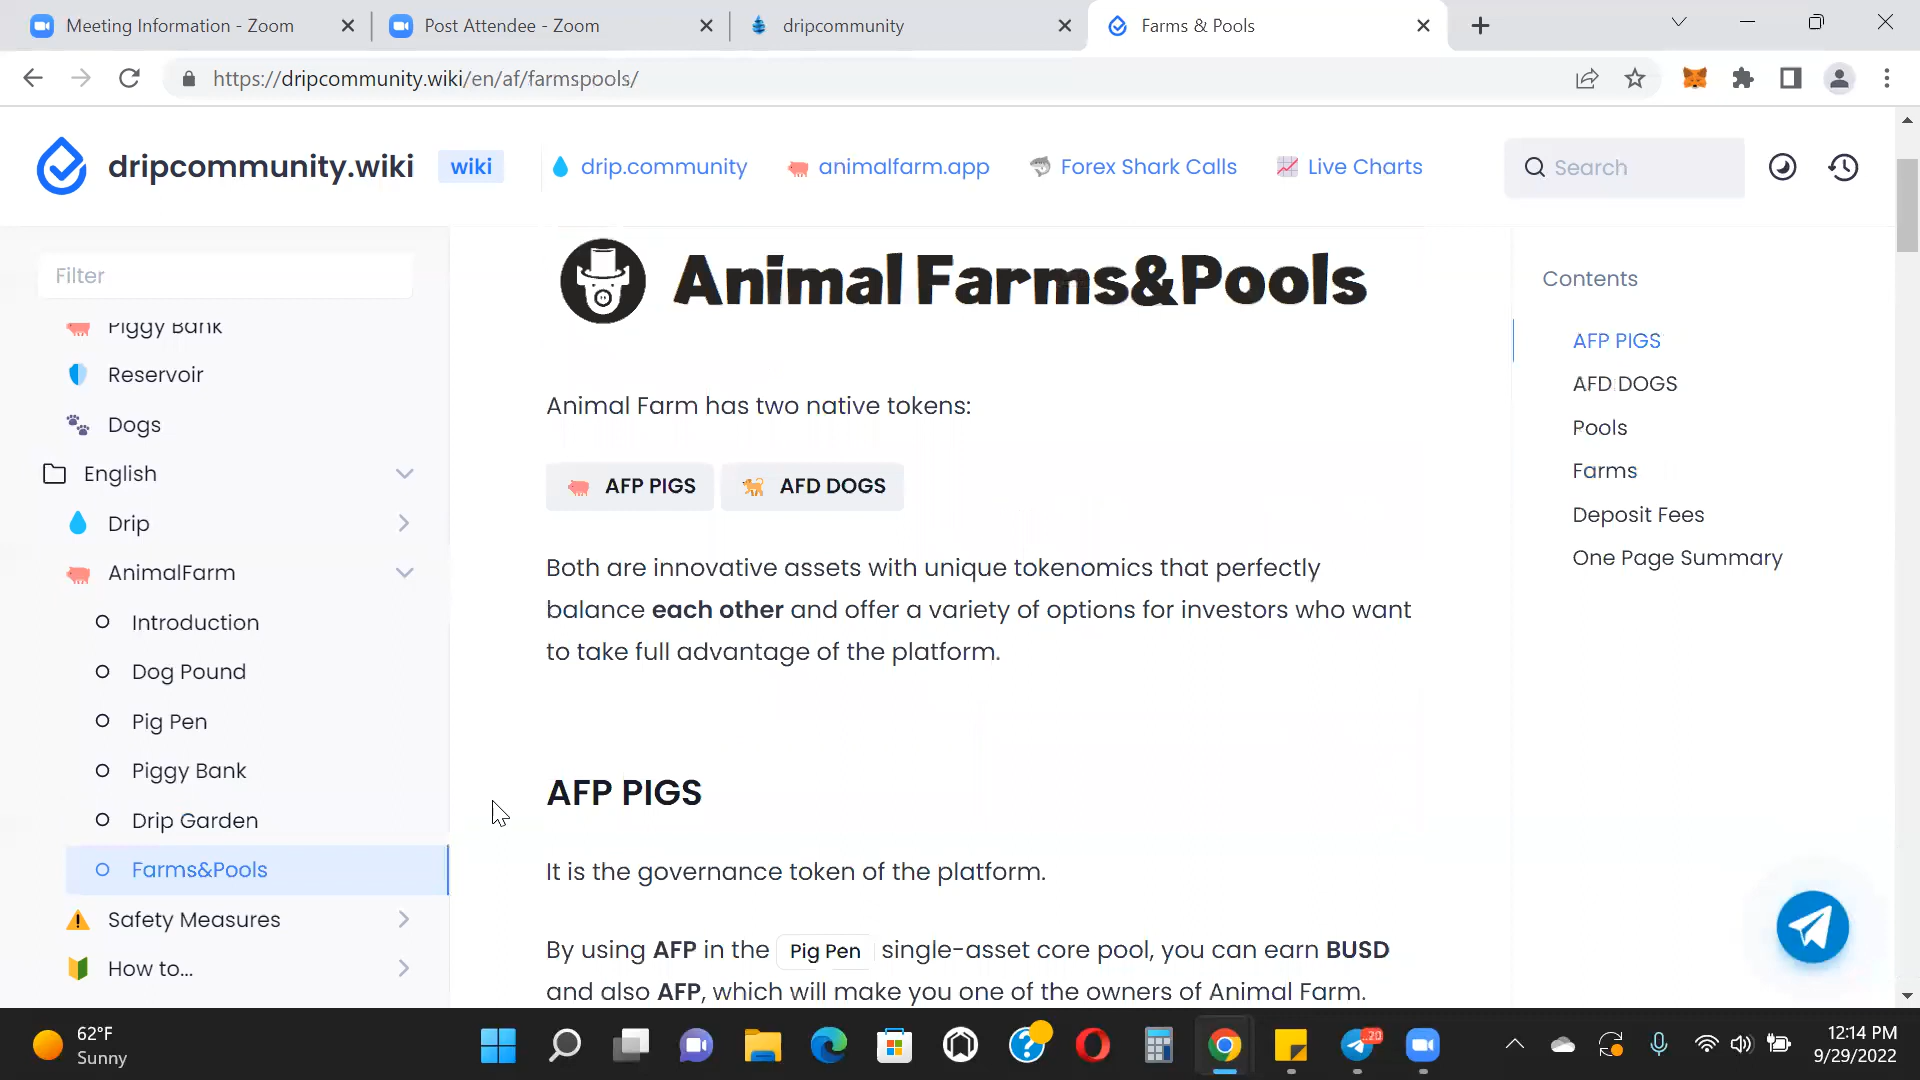 Meeting Information - Zoom
Post Attendee - Zoom
dripcommunity
Farms & Pools
https://dripcommunity.wiki/en/af/farmspools/
dripcommunity.wiki
wiki
drip.community
animalfarm.app
Forex Shark Calls
Live Charts
Search
Filter
Piggy Bank
Reservoir
Dogs
English
Drip
AnimalFarm
Introduction
Dog Pound
Pig Pen
Piggy Bank
Drip Garden
Farms&Pools
Safety Measures
How to...
Animal Farms&Pools
Animal Farm has two native tokens:
AFP PIGS
AFD DOGS
Both are innovative assets with unique tokenomics that perfectly
balance each other and offer a variety of options for investors who want
to take full advantage of the platform.
AFP PIGS
It is the governance token of the platform.
By using AFP in the Pig Pen single-asset core pool, you can earn BUSD
and also AFP, which will make you one of the owners of Animal Farm.
Contents
AFP PIGS
AFD DOGS
Pools
Farms
Deposit Fees
One Page Summary
62°F
Sunny
20
12:14 PM
9/29/2022